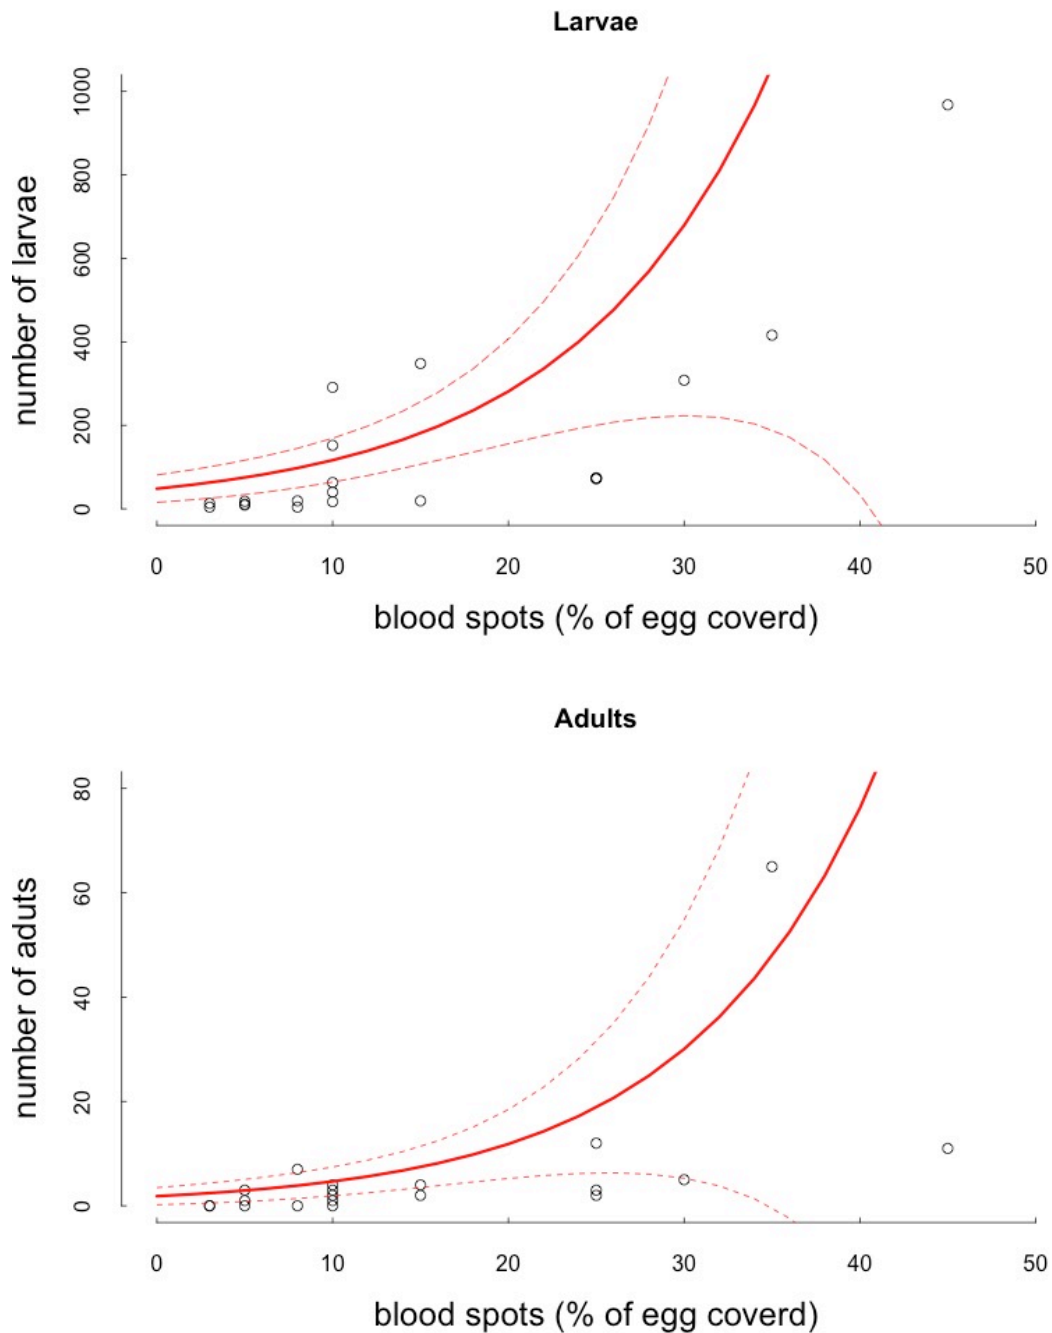 Larvae
number of larvae
1000
800
600
400
200
0
0 10 20 30 40 50
blood spots (% of egg coverd)
Adults
number of aduts
80
60
40
20
0
0 10 20 30 40 50
blood spots (% of egg coverd)